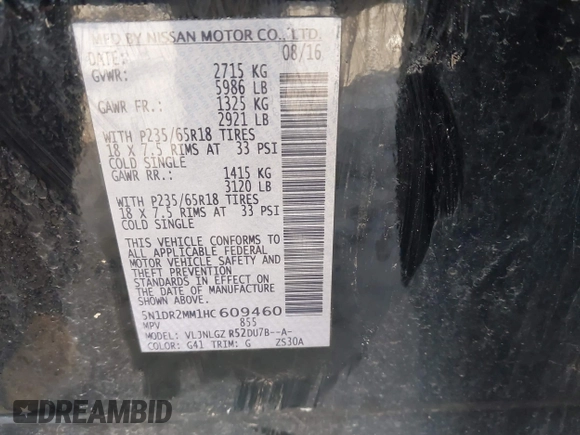 MFD BY NISSAN MOTOR CO., LTD.
DATE: 08/16
GVWR: 2715 KG
5986 LB
GAWR FR.: 1325 KG
2921 LB
WITH P235/65R18 TIRES
18 X 7.5 RIMS AT 33 PSI
COLD SINGLE
GAWR RR.: 1415 KG
3120 LB
WITH P235/65R18 TIRES
18 X 7.5 RIMS AT 33 PSI
COLD SINGLE
THIS VEHICLE CONFORMS TO
ALL APPLICABLE FEDERAL
MOTOR VEHICLE SAFETY AND
THEFT PREVENTION
STANDARDS IN EFFECT ON THE
DATE OF MANUFACTURE
SHOWN ABOVE.
5N1DR2MM1HC609460
MPV 855
MODEL: VLJNLGZ R52DU7B--A-
COLOR: G41 TRIM: G ZS30A
DREAMBID